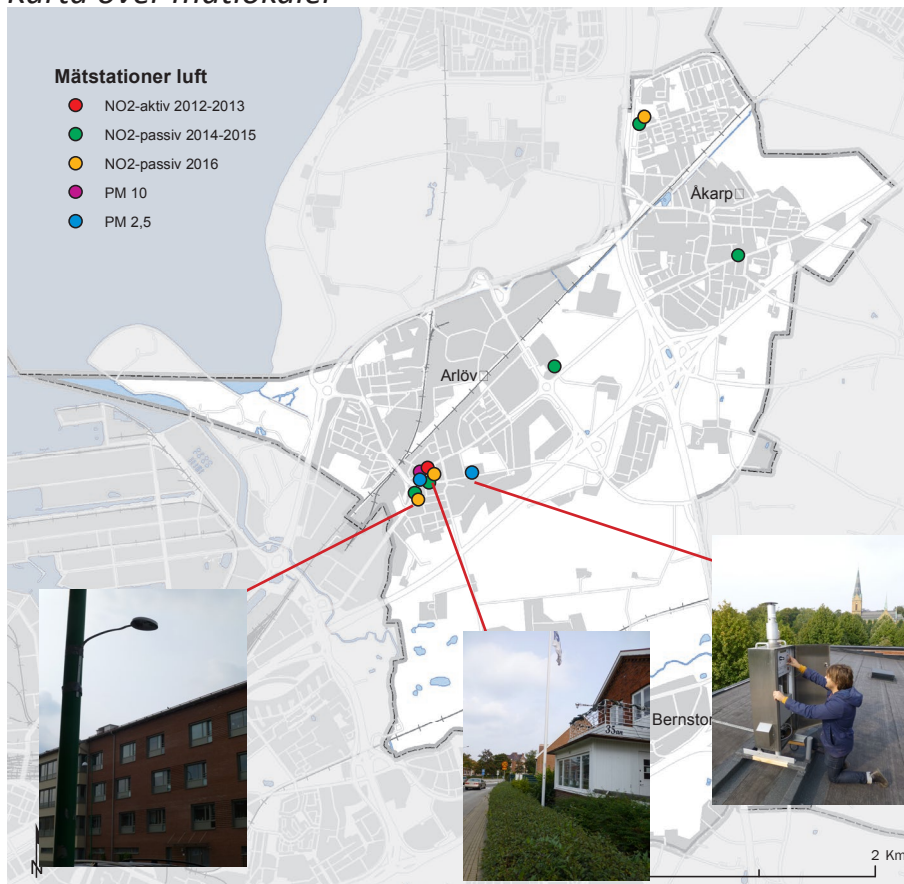 Karta över mätlokaler
Mätstationer luft
NO2-aktiv 2012-2013
NO2-passiv 2014-2015
NO2-passiv 2016
PM 10
PM 2,5
Åkarp
Arlöv
Bernstor
35an
N
2 Km